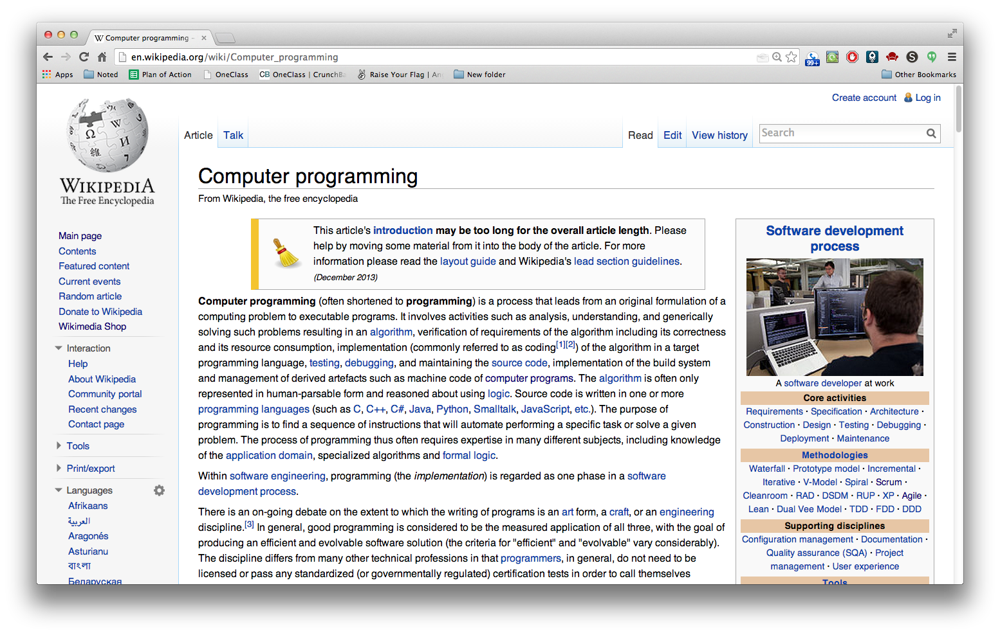 Computer programming -
en.wikipedia.org/wiki/Computer_programming
99+
Apps Noted Plan of Action OneClass OneClass | CrunchBa Raise Your Flag | An New folder Other Bookmarks
Create account Log in
Article Talk Read Edit View history Search
WIKIPEDIA
The Free Encyclopedia
Main page
Contents
Featured content
Current events
Random article
Donate to Wikipedia
Wikimedia Shop
Interaction
Help
About Wikipedia
Community portal
Recent changes
Contact page
Tools
Print/export
Languages
Afrikaans
العربية
Aragonés
Asturianu
বাংলা
Беларуская
Computer programming
From Wikipedia, the free encyclopedia
This article's introduction may be too long for the overall article length. Please
help by moving some material from it into the body of the article. For more
information please read the layout guide and Wikipedia's lead section guidelines.
(December 2013)
Computer programming (often shortened to programming) is a process that leads from an original formulation of a
computing problem to executable programs. It involves activities such as analysis, understanding, and generically
solving such problems resulting in an algorithm, verification of requirements of the algorithm including its correctness
and its resource consumption, implementation (commonly referred to as coding[1][2]) of the algorithm in a target
programming language, testing, debugging, and maintaining the source code, implementation of the build system
and management of derived artefacts such as machine code of computer programs. The algorithm is often only
represented in human-parsable form and reasoned about using logic. Source code is written in one or more
programming languages (such as C, C++, C#, Java, Python, Smalltalk, JavaScript, etc.). The purpose of
programming is to find a sequence of instructions that will automate performing a specific task or solve a given
problem. The process of programming thus often requires expertise in many different subjects, including knowledge
of the application domain, specialized algorithms and formal logic.
Within software engineering, programming (the implementation) is regarded as one phase in a software
development process.
There is an on-going debate on the extent to which the writing of programs is an art form, a craft, or an engineering
discipline.[3] In general, good programming is considered to be the measured application of all three, with the goal of
producing an efficient and evolvable software solution (the criteria for "efficient" and "evolvable" vary considerably).
The discipline differs from many other technical professions in that programmers, in general, do not need to be
licensed or pass any standardized (or governmentally regulated) certification tests in order to call themselves
Software development
process
A software developer at work
Core activities
Requirements · Specification · Architecture ·
Construction · Design · Testing · Debugging ·
Deployment · Maintenance
Methodologies
Waterfall · Prototype model · Incremental ·
Iterative · V-Model · Spiral · Scrum ·
Cleanroom · RAD · DSDM · RUP · XP · Agile ·
Lean · Dual Vee Model · TDD · FDD · DDD
Supporting disciplines
Configuration management · Documentation ·
Quality assurance (SQA) · Project
management · User experience
Tools